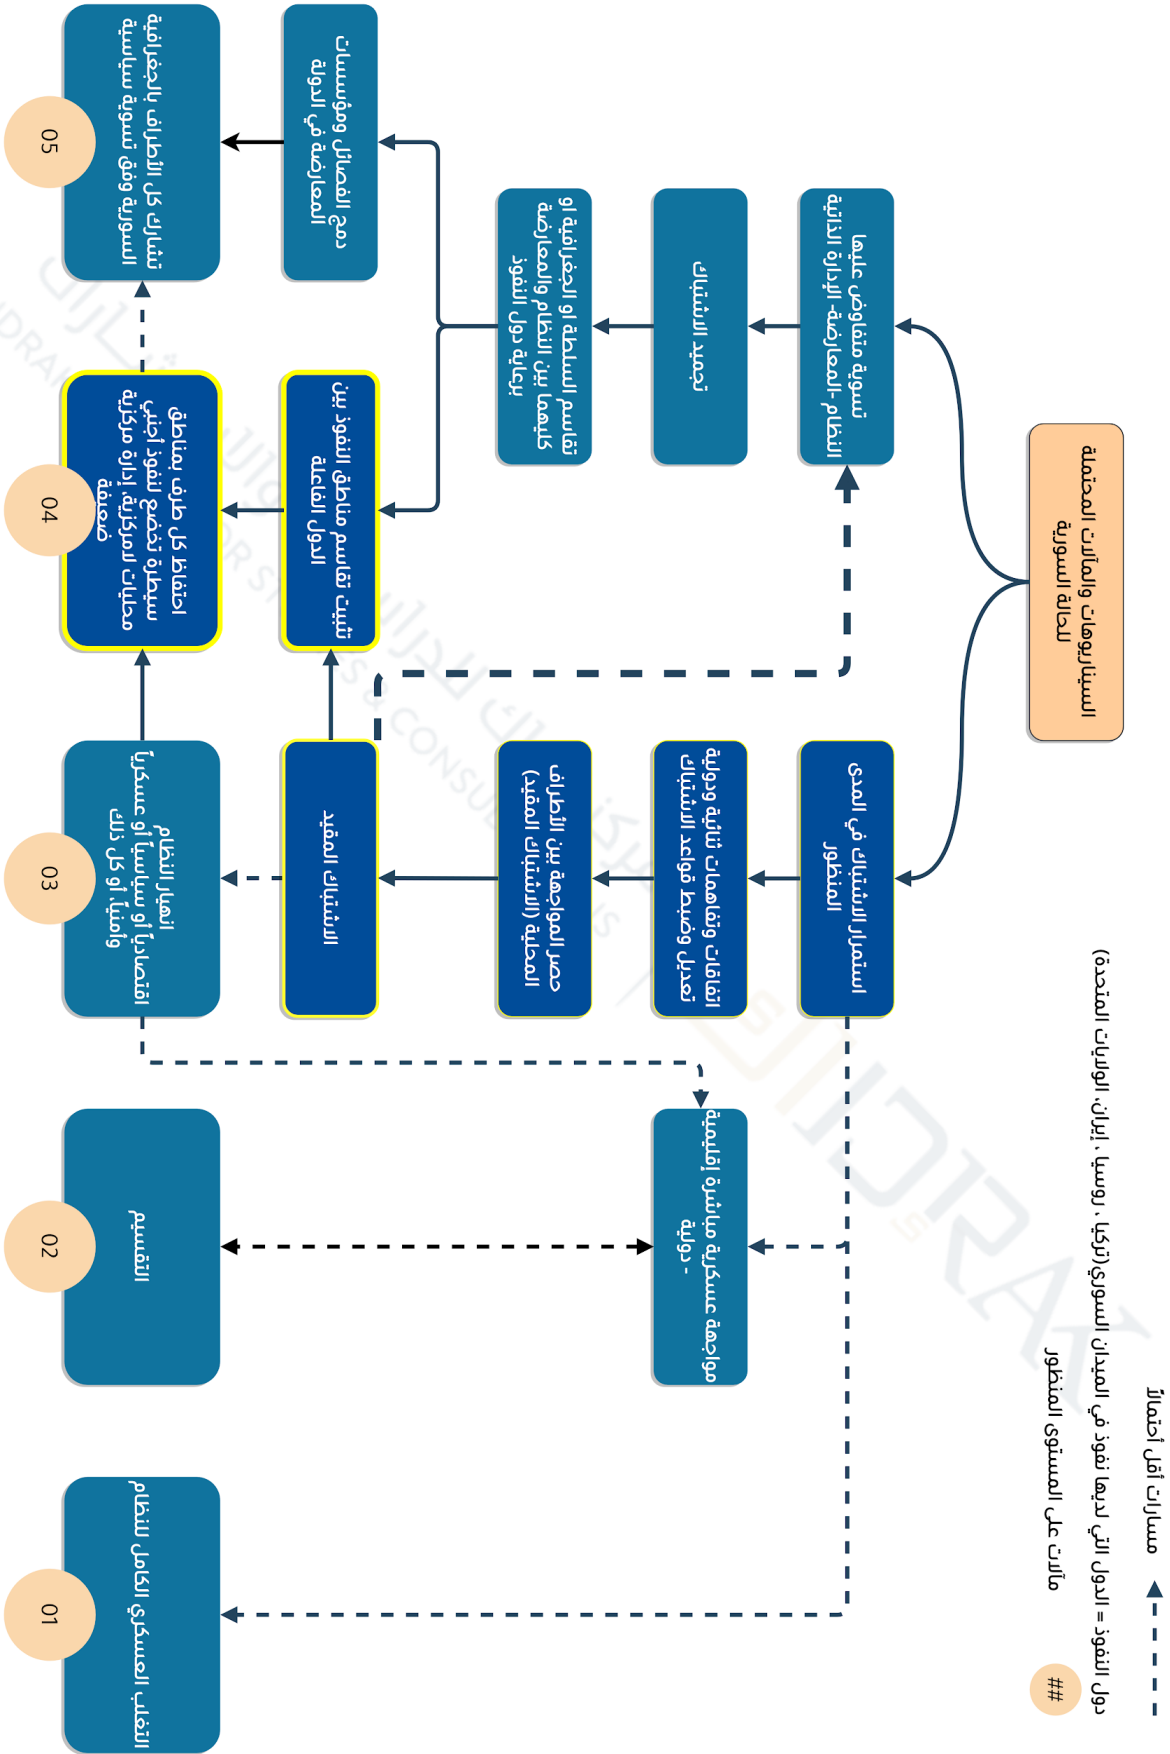 مسارات أقل أحتمالاً
دول النفوذ = الدول التي لديها نفوذ في الميدان السوري(تركيا ، روسيا ، إيران، الولايات المتحدة)
##
مآلات على المستوى المنظور
السيناريوهات والمآلات المحتملة
للحالة السورية
استمرار الاشتباك في المدى
المنظور
تسوية متفاوض عليها
النظام -المعارضة- الإدارة الذاتية
مواجهة عسكرية مباشرة إقليمية
- دولية
اتفاقات وتفاهمات ثنائية ودولية
تعديل وضبط قواعد الاشتباك
تجميد الاشتباك
حصر المواجهة بين الأطراف
المحلية (الاشتباك المقيد)
تقاسم السلطة او الجغرافية او
كليهما بين النظام والمعارضة
برعاية دول النفوذ
الاشتباك المقيد
تثبيت تقاسم مناطق النفوذ بين
الدول الفاعلة
دمج الفصائل ومؤسسات
المعارضة في الدولة
التغلب العسكري الكامل للنظام
01
التقسيم
02
انهيار النظام
اقتصادياً أو سياسياً أو عسكرياً
وأمنياً، أو كل ذلك
03
احتفاظ كل طرف بمناطق
سيطرة تخضع لنفوذ أجنبي
محليات لامركزية، إدارة مركزية
ضعيفة
04
تشارك كل الأطراف بالجغرافية
السورية وفق تسوية سياسية
05
IDRAK